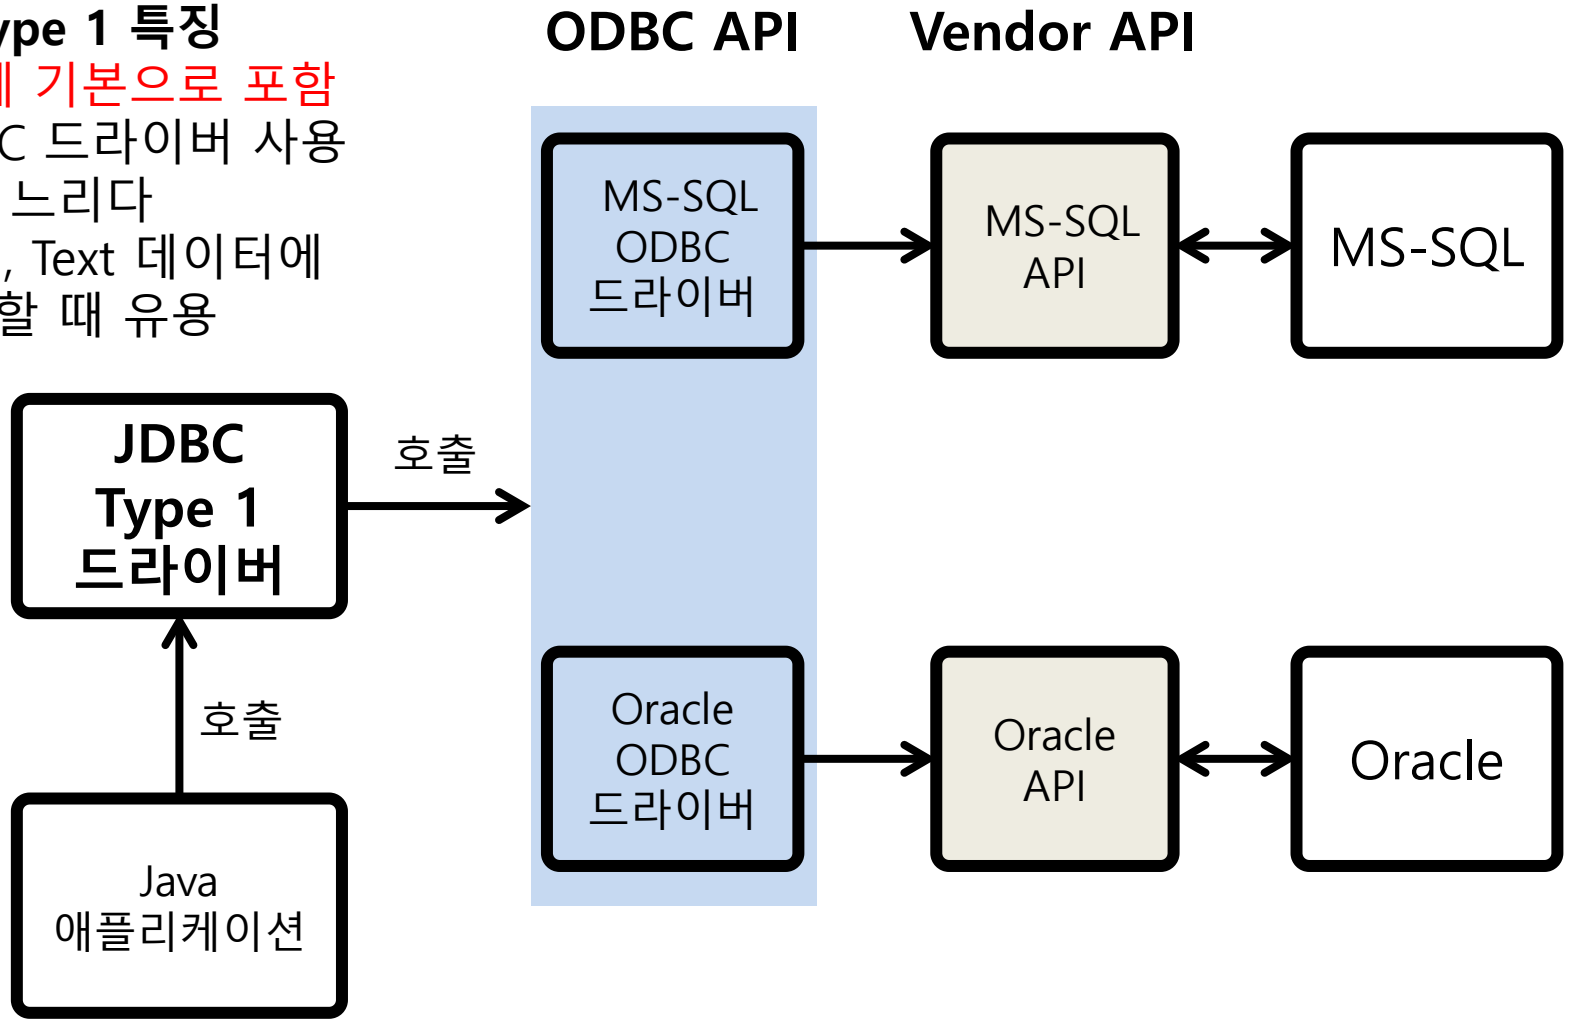 ype 1 특징
기본으로 포함
C 드라이버 사용
느리다
, Text 데이터에
할 때 유용
ODBC API
Vendor API
MS-SQL
ODBC
드라이버
MS-SQL
API
MS-SQL
JDBC
Type 1
드라이버
호출
호출
Oracle
ODBC
드라이버
Oracle
API
Oracle
Java
애플리케이션